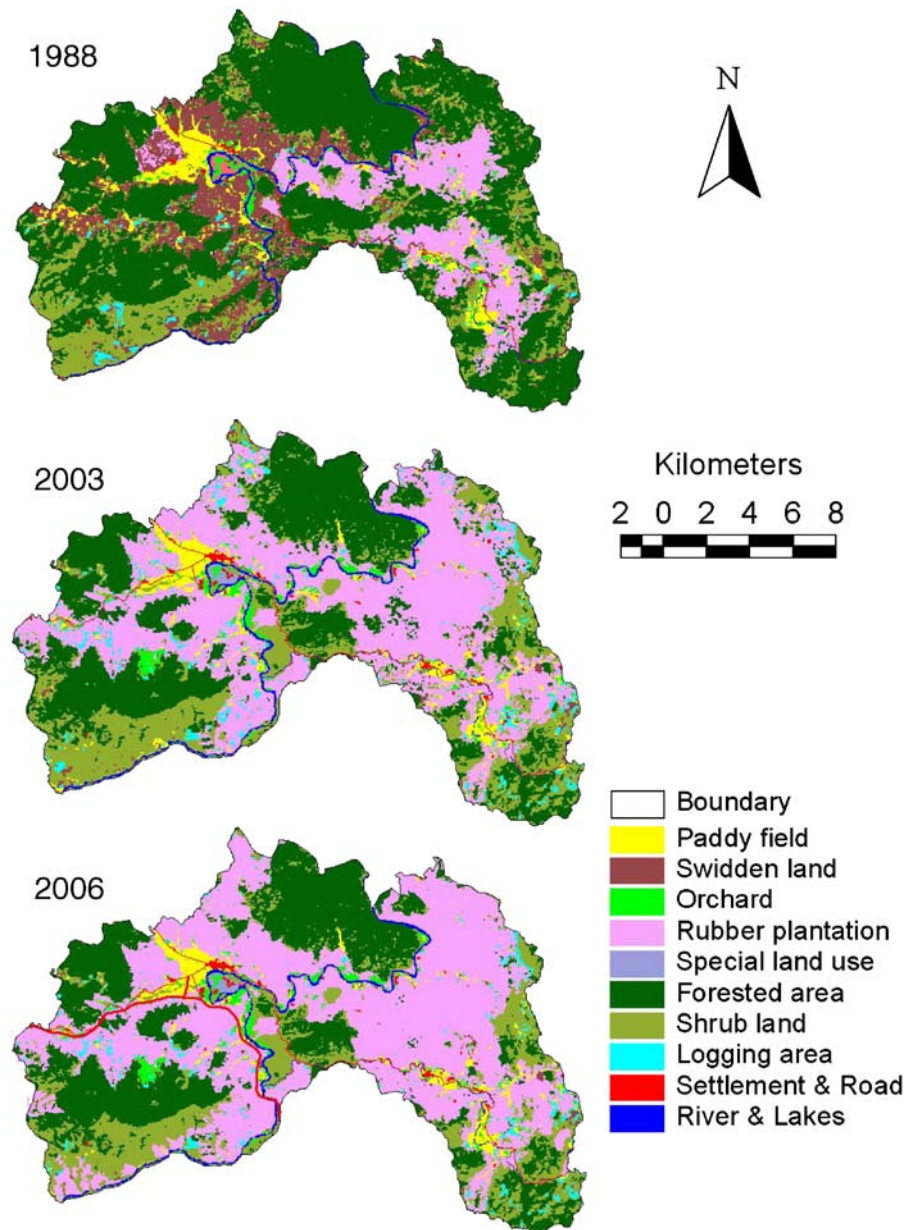 1988
N
2003
Kilometers
2 0 2 4 6 8
2006
Boundary
Paddy field
Swidden land
Orchard
Rubber plantation
Special land use
Forested area
Shrub land
Logging area
Settlement & Road
River & Lakes